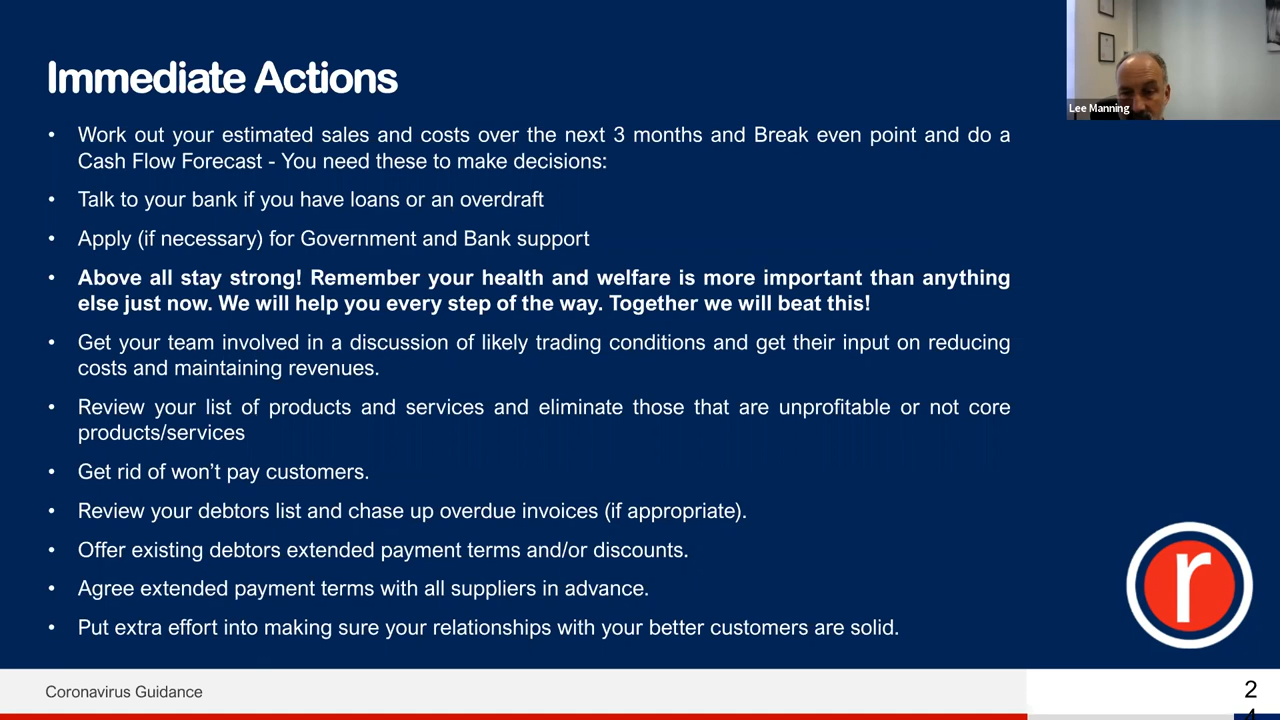 Immediate Actions
Lee Manning
• Work out your estimated sales and costs over the next 3 months and Break even point and do a
Cash Flow Forecast - You need these to make decisions:
• Talk to your bank if you have loans or an overdraft
• Apply (if necessary) for Government and Bank support
• Above all stay strong! Remember your health and welfare is more important than anything
else just now. We will help you every step of the way. Together we will beat this!
• Get your team involved in a discussion of likely trading conditions and get their input on reducing
costs and maintaining revenues.
• Review your list of products and services and eliminate those that are unprofitable or not core
products/services
• Get rid of won’t pay customers.
• Review your debtors list and chase up overdue invoices (if appropriate).
• Offer existing debtors extended payment terms and/or discounts.
• Agree extended payment terms with all suppliers in advance.
• Put extra effort into making sure your relationships with your better customers are solid.
r
Coronavirus Guidance
2
4